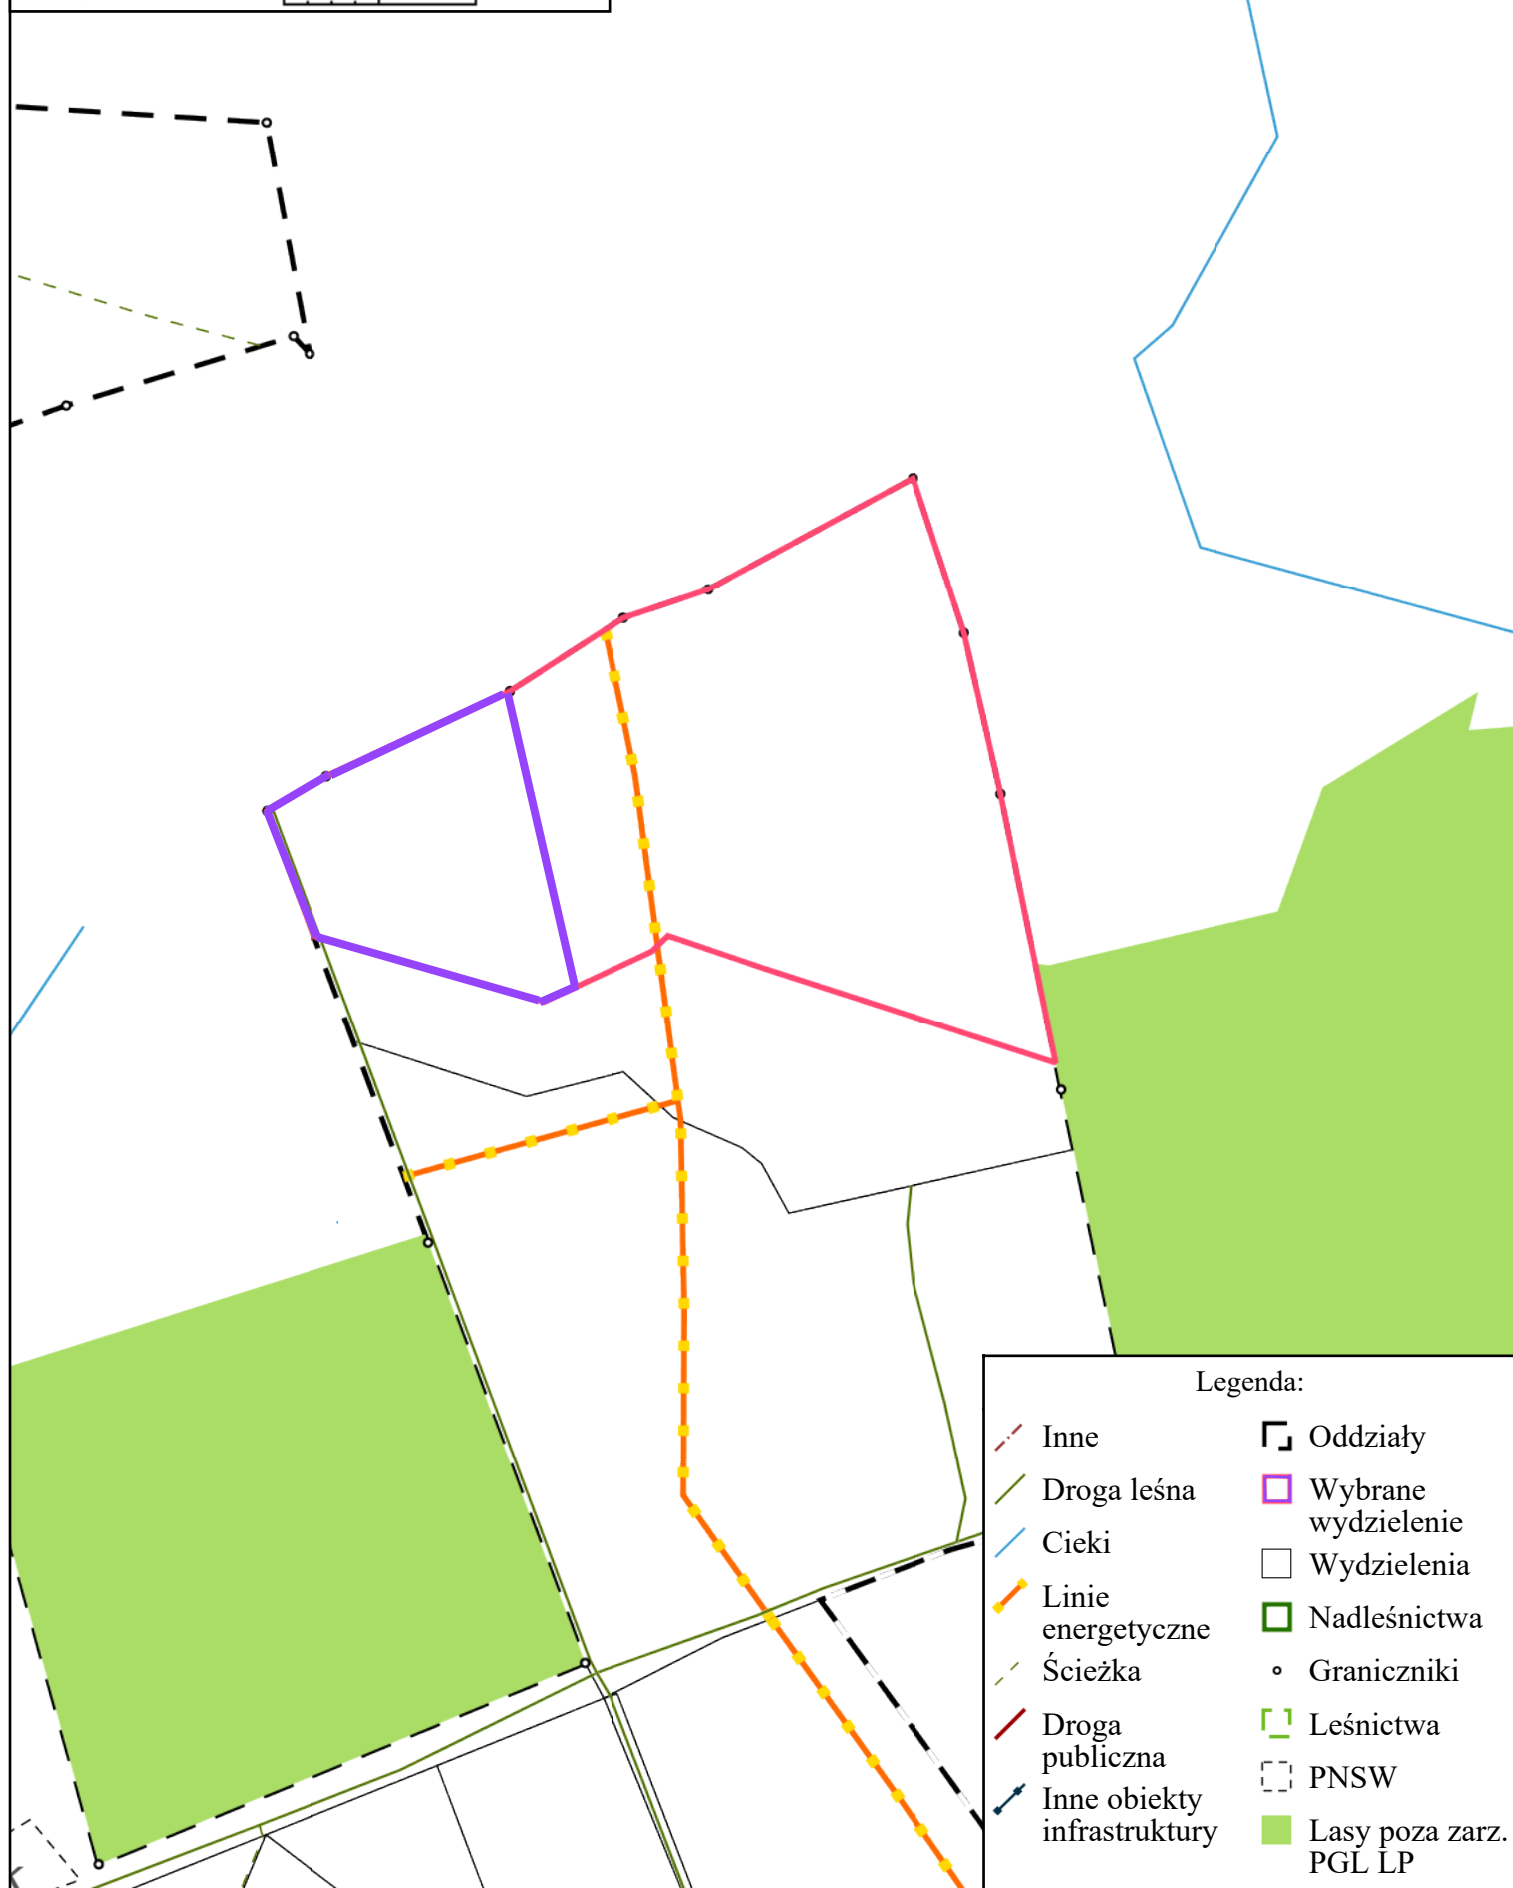 Legenda:
Inne
Droga leśna
Cieki
Linie
energetyczne
Ścieżka
Droga
publiczna
Inne obiekty
infrastruktury
Oddziały
Wybrane
wydzielenie
Wydzielenia
Nadleśnictwa
Graniczniki
Leśnictwa
PNSW
Lasy poza zarz.
PGL LP